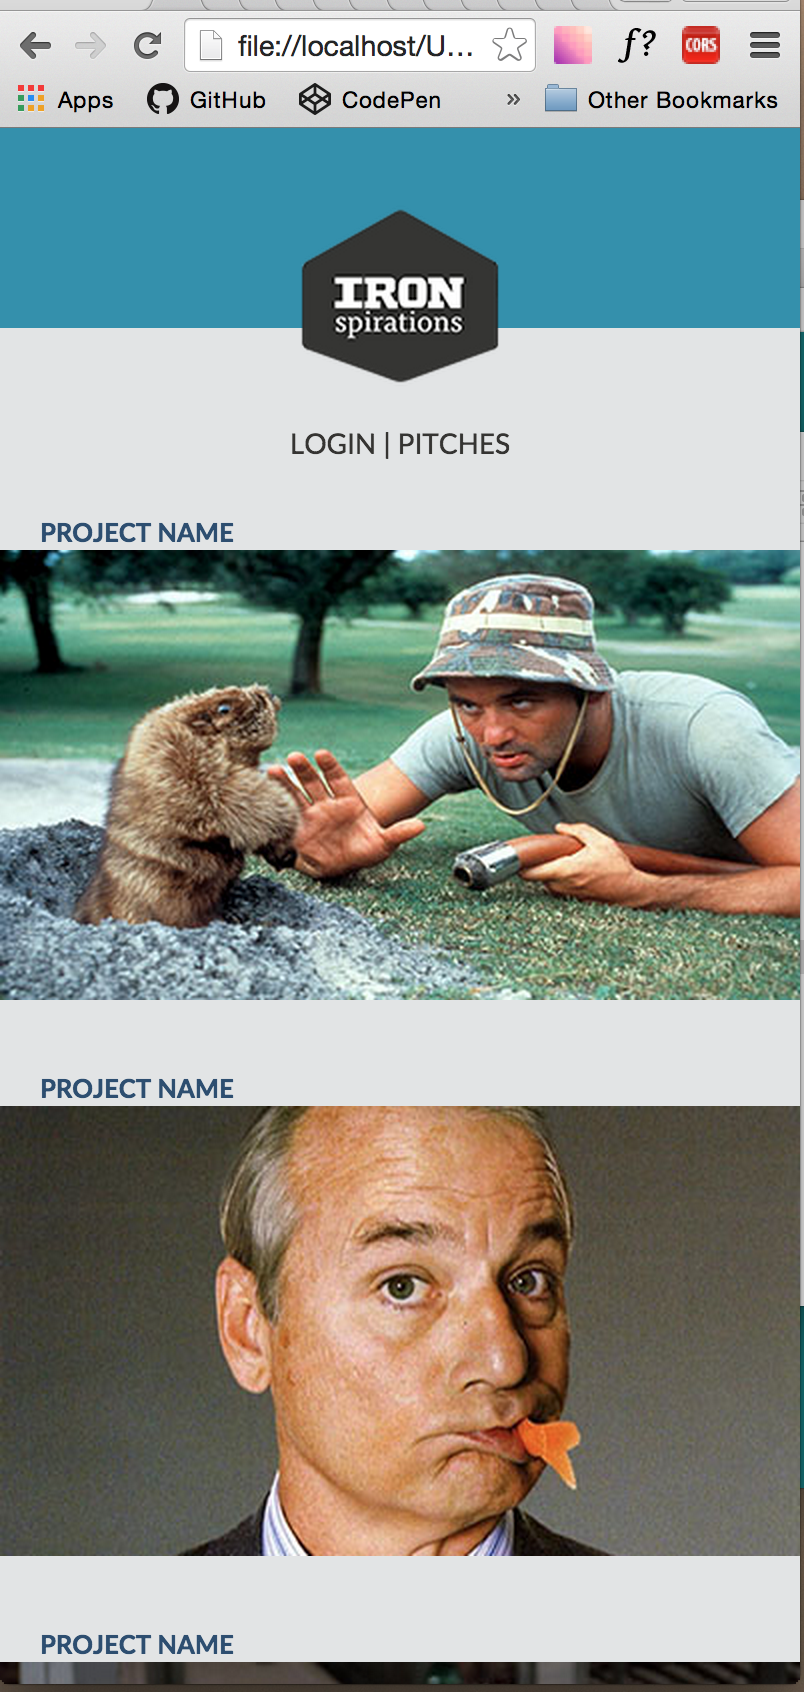 file://localhost/U...
f?
CORS
Apps
GitHub
CodePen
»
Other Bookmarks
IRON
spirations
LOGIN | PITCHES
PROJECT NAME
PROJECT NAME
PROJECT NAME